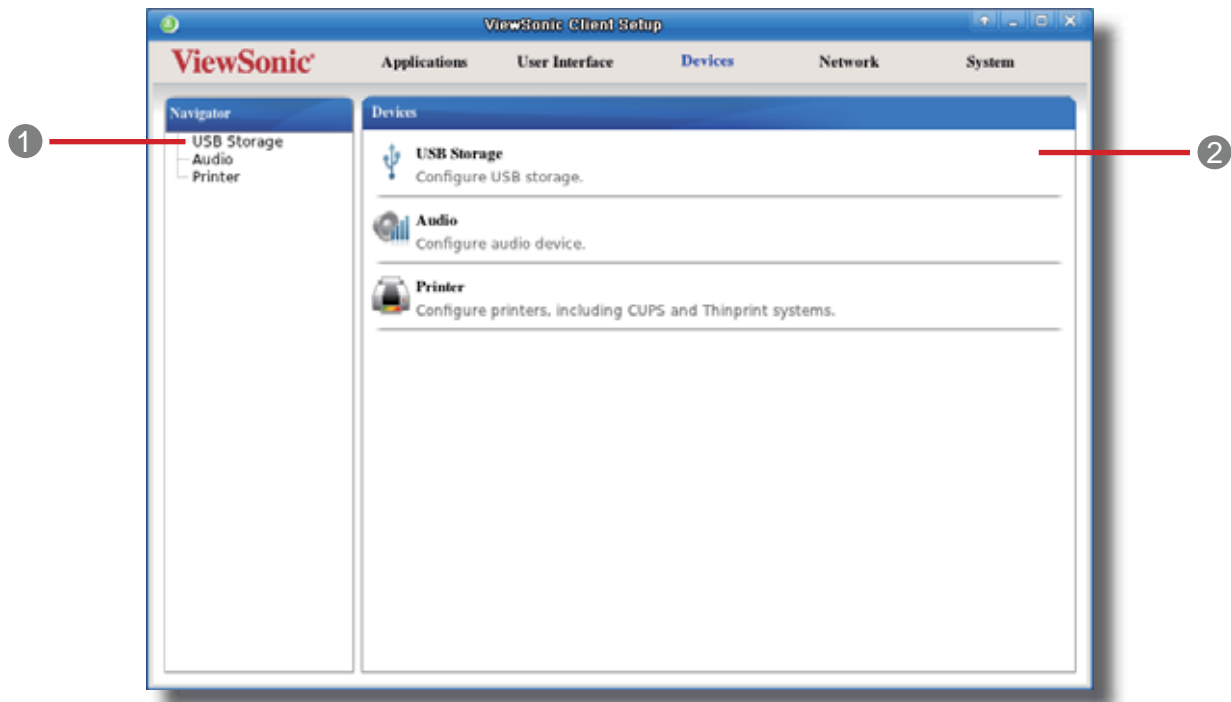 ViewSonic Client Setup
ViewSonic®
Applications User Interface Devices Network System
Navigator
USB Storage
Audio
Printer
Devices
USB Storage
Configure USB storage.
Audio
Configure audio device.
Printer
Configure printers, including CUPS and Thinprint systems.
1
2